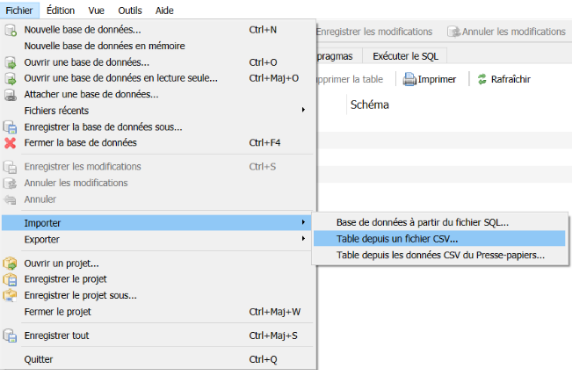 Fichier Édition Vue Outils Aide
Nouvelle base de données... Ctrl+N
Enregistrer les modifications Annuler les modifications
Nouvelle base de données en mémoire
Ouvrir une base de données... Ctrl+O
pragmas Exécuter le SQL
Ouvrir une base de données en lecture seule... Ctrl+Maj+O
la table Imprimer Rafraîchir
Attacher une base de données...
Fichiers récents
Schéma
Enregistrer la base de données sous...
Fermer la base de données Ctrl+F4
Enregistrer les modifications Ctrl+S
Annuler les modifications
Annuler
Importer
Base de données à partir du fichier SQL...
Exporter
Table depuis un fichier CSV...
Table depuis les données CSV du Presse-papiers...
Ouvrir un projet...
Enregistrer le projet
Enregistrer le projet sous...
Fermer le projet Ctrl+Maj+W
Enregistrer tout Ctrl+Maj+S
Quitter Ctrl+Q